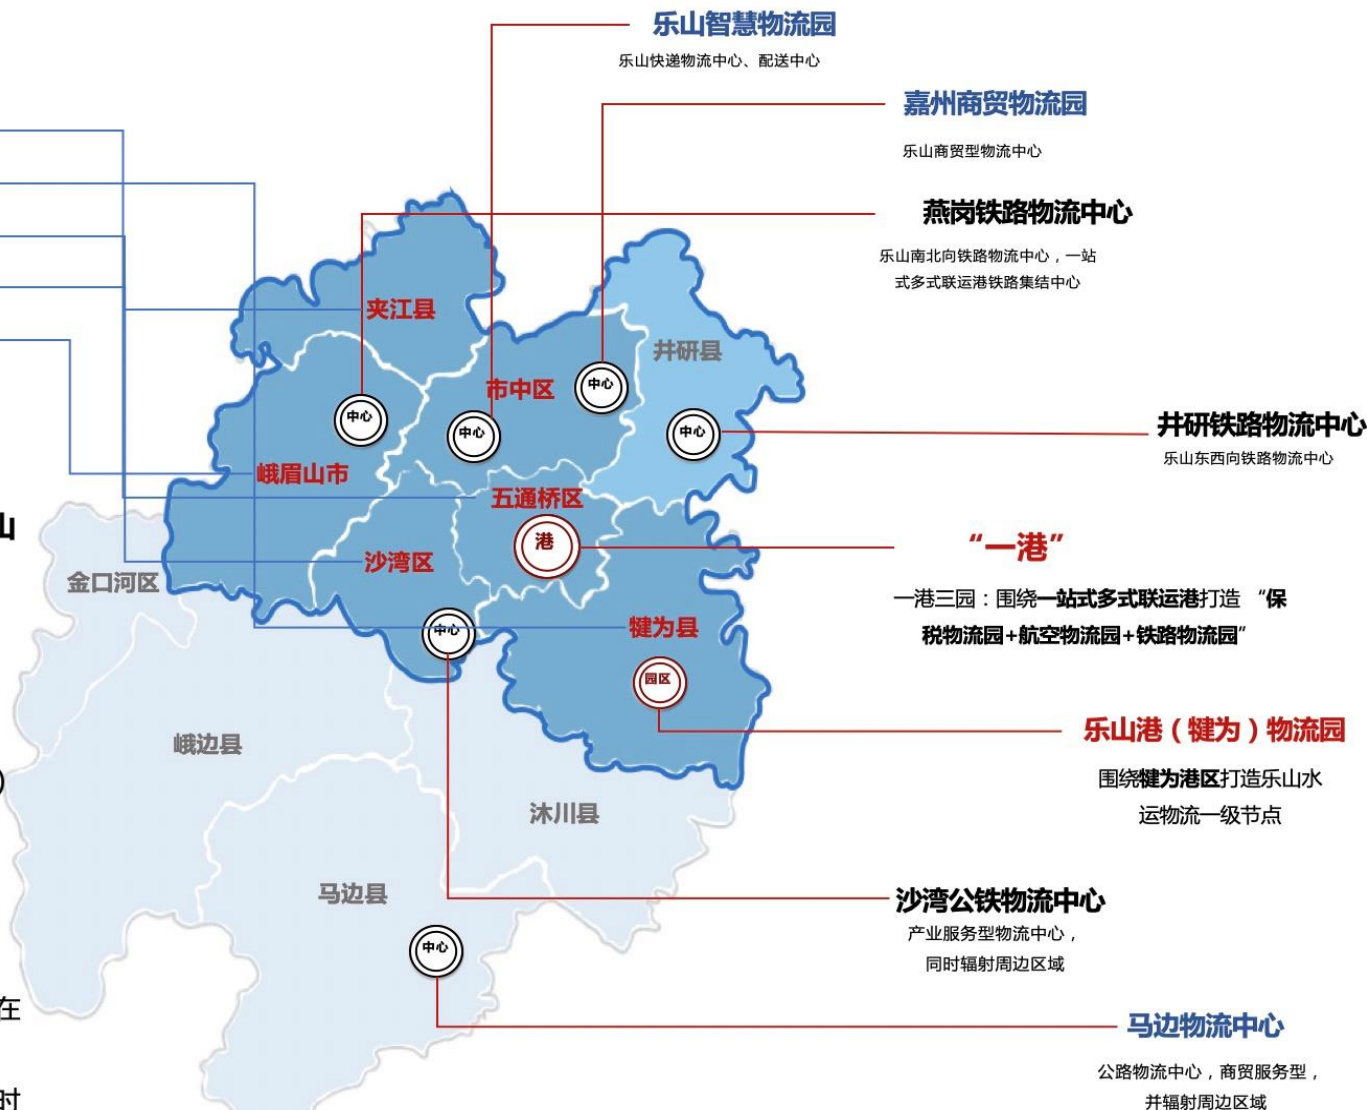 乐山智慧物流园
乐山快递物流中心、配送中心
嘉州商贸物流园
乐山商贸型物流中心
燕岗铁路物流中心
乐山南北向铁路物流中心，一站
式多式联运港铁路集结中心
夹江县
井研县
市中区
中心
中心
中心
中心
井研铁路物流中心
乐山东西向铁路物流中心
峨眉山市
五通桥区
山
港
“一港”
沙湾区
金口河区
一港三园：围绕一站式多式联运港打造 “保
税物流园+航空物流园+铁路物流园”
中心
犍为县
园区
乐山港（犍为）物流园
围绕犍为港区打造乐山水
运物流一级节点
峨边县
）
沐川县
马边县
沙湾公铁物流中心
产业服务型物流中心，
同时辐射周边区域
中心
在
马边物流中心
公路物流中心，商贸服务型，
并辐射周边区域
时